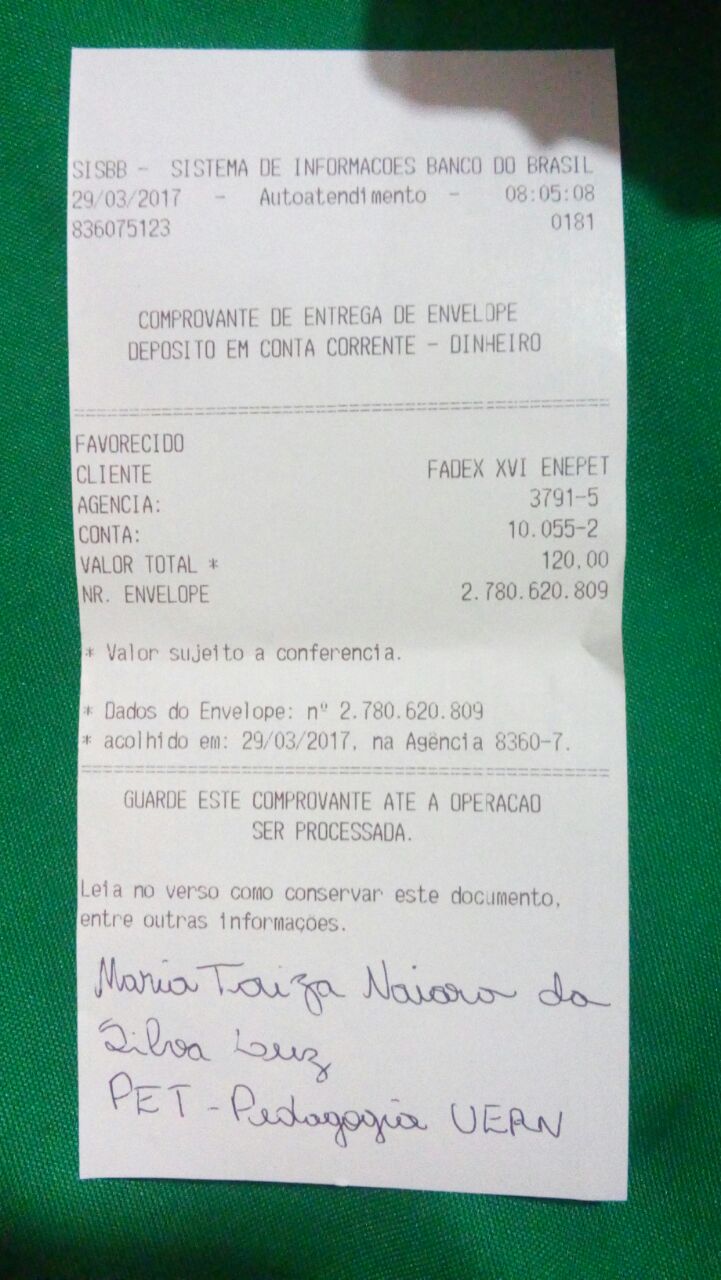 SISBB - SISTEMA DE INFORMACOES BANCO DO BRASIL
29/03/2017 - Autoatendimento - 08:05:08
836075123 0181
COMPROVANTE DE ENTREGA DE ENVELOPE
DEPOSITO EM CONTA CORRENTE - DINHEIRO
================================================
FAVORECIDO
CLIENTE FADEX XVI ENEPET
AGENCIA: 3791-5
CONTA: 10.055-2
VALOR TOTAL * 120,00
NR. ENVELOPE 2.780.620.809
* Valor sujeito a conferencia.
* Dados do Envelope: nº 2.780.620.809
* acolhido em: 29/03/2017, na Agência 8360-7.
================================================
GUARDE ESTE COMPROVANTE ATE A OPERACAO
SER PROCESSADA.
Leia no verso como conservar este documento,
entre outras informações.
Maria Taiza Naiara da
Silva Luz
PET - Pedagogia UERN